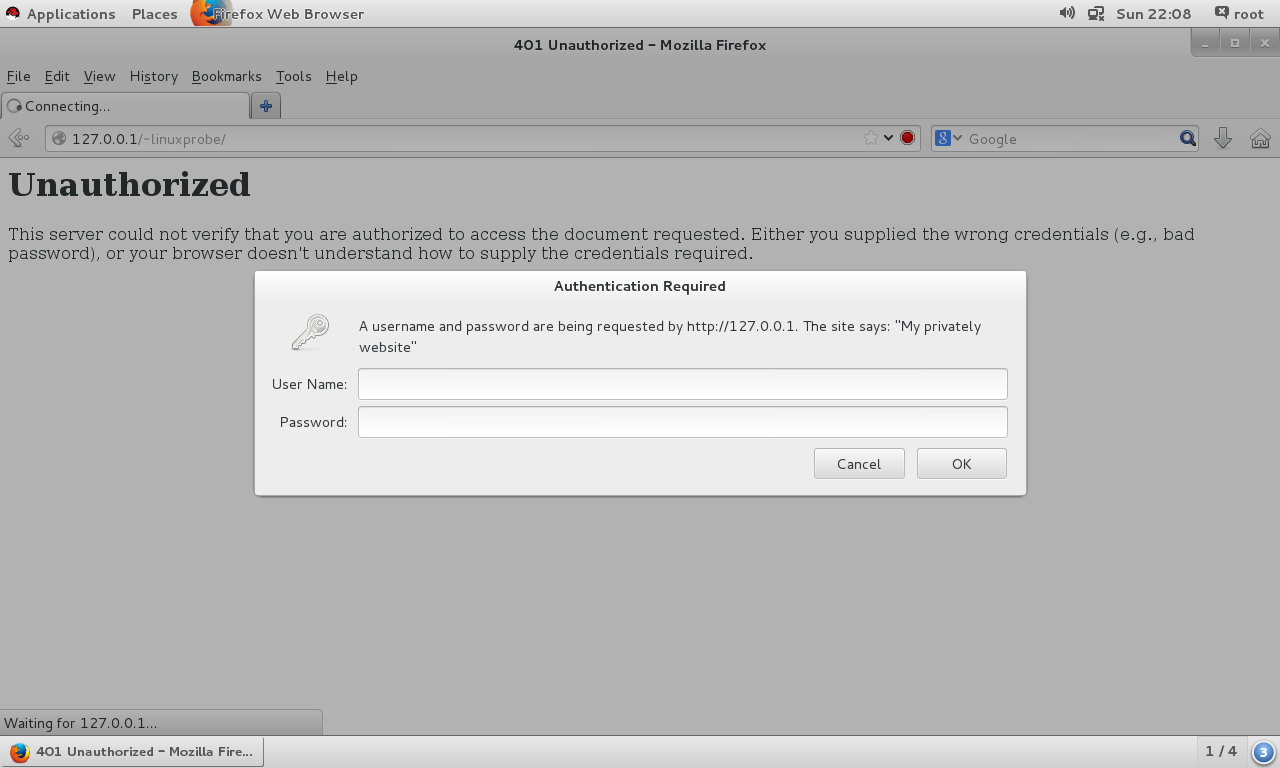 Applications Places Firefox Web Browser Sun 22:08 root
401 Unauthorized - Mozilla Firefox
File Edit View History Bookmarks Tools Help
Connecting...
127.0.0.1/~linuxprobe/ 8 Google
Unauthorized
This server could not verify that you are authorized to access the document requested. Either you supplied the wrong credentials (e.g., bad
password), or your browser doesn't understand how to supply the credentials required.
Authentication Required
A username and password are being requested by http://127.0.0.1. The site says: "My privately
website"
User Name:
Password:
Cancel OK
Waiting for 127.0.0.1...
401 Unauthorized - Mozilla Fire... 1 / 4 3